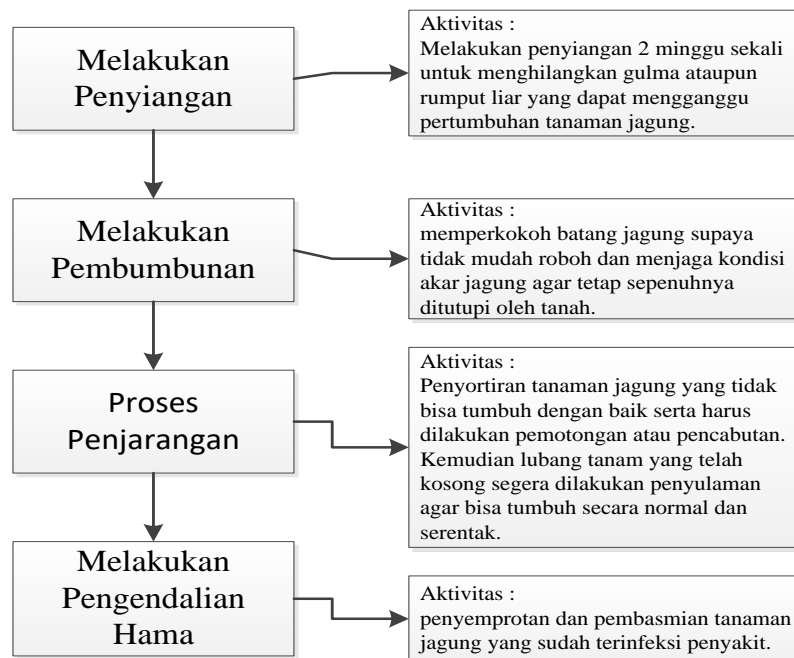 Melakukan
Penyiangan
Aktivitas :
Melakukan penyiangan 2 minggu sekali
untuk menghilangkan gulma ataupun
rumput liar yang dapat mengganggu
pertumbuhan tanaman jagung.
Melakukan
Pembumbunan
Aktivitas :
memperkokoh batang jagung supaya
tidak mudah roboh dan menjaga kondisi
akar jagung agar tetap sepenuhnya
ditutupi oleh tanah.
Proses
Penjarangan
Aktivitas :
Penyortiran tanaman jagung yang tidak
bisa tumbuh dengan baik serta harus
dilakukan pemotongan atau pencabutan.
Kemudian lubang tanam yang telah
kosong segera dilakukan penyulaman
agar bisa tumbuh secara normal dan
serentak.
Melakukan
Pengendalian
Hama
Aktivitas :
penyemprotan dan pembasmian tanaman
jagung yang sudah terinfeksi penyakit.